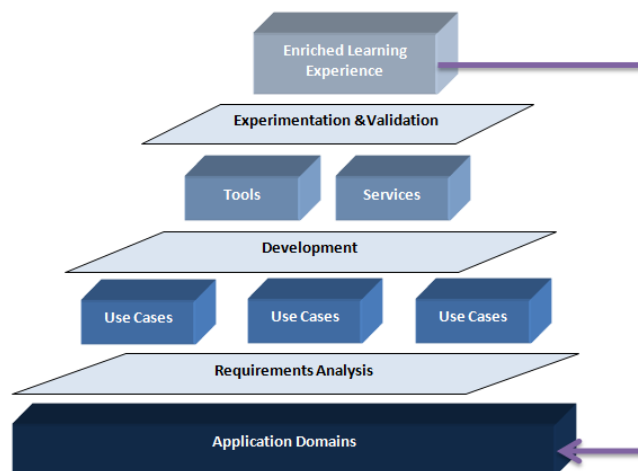 Enriched Learning
Experience
Experimentation &Validation
Tools
Services
Development
Use Cases
Use Cases
Use Cases
Requirements Analysis
Application Domains